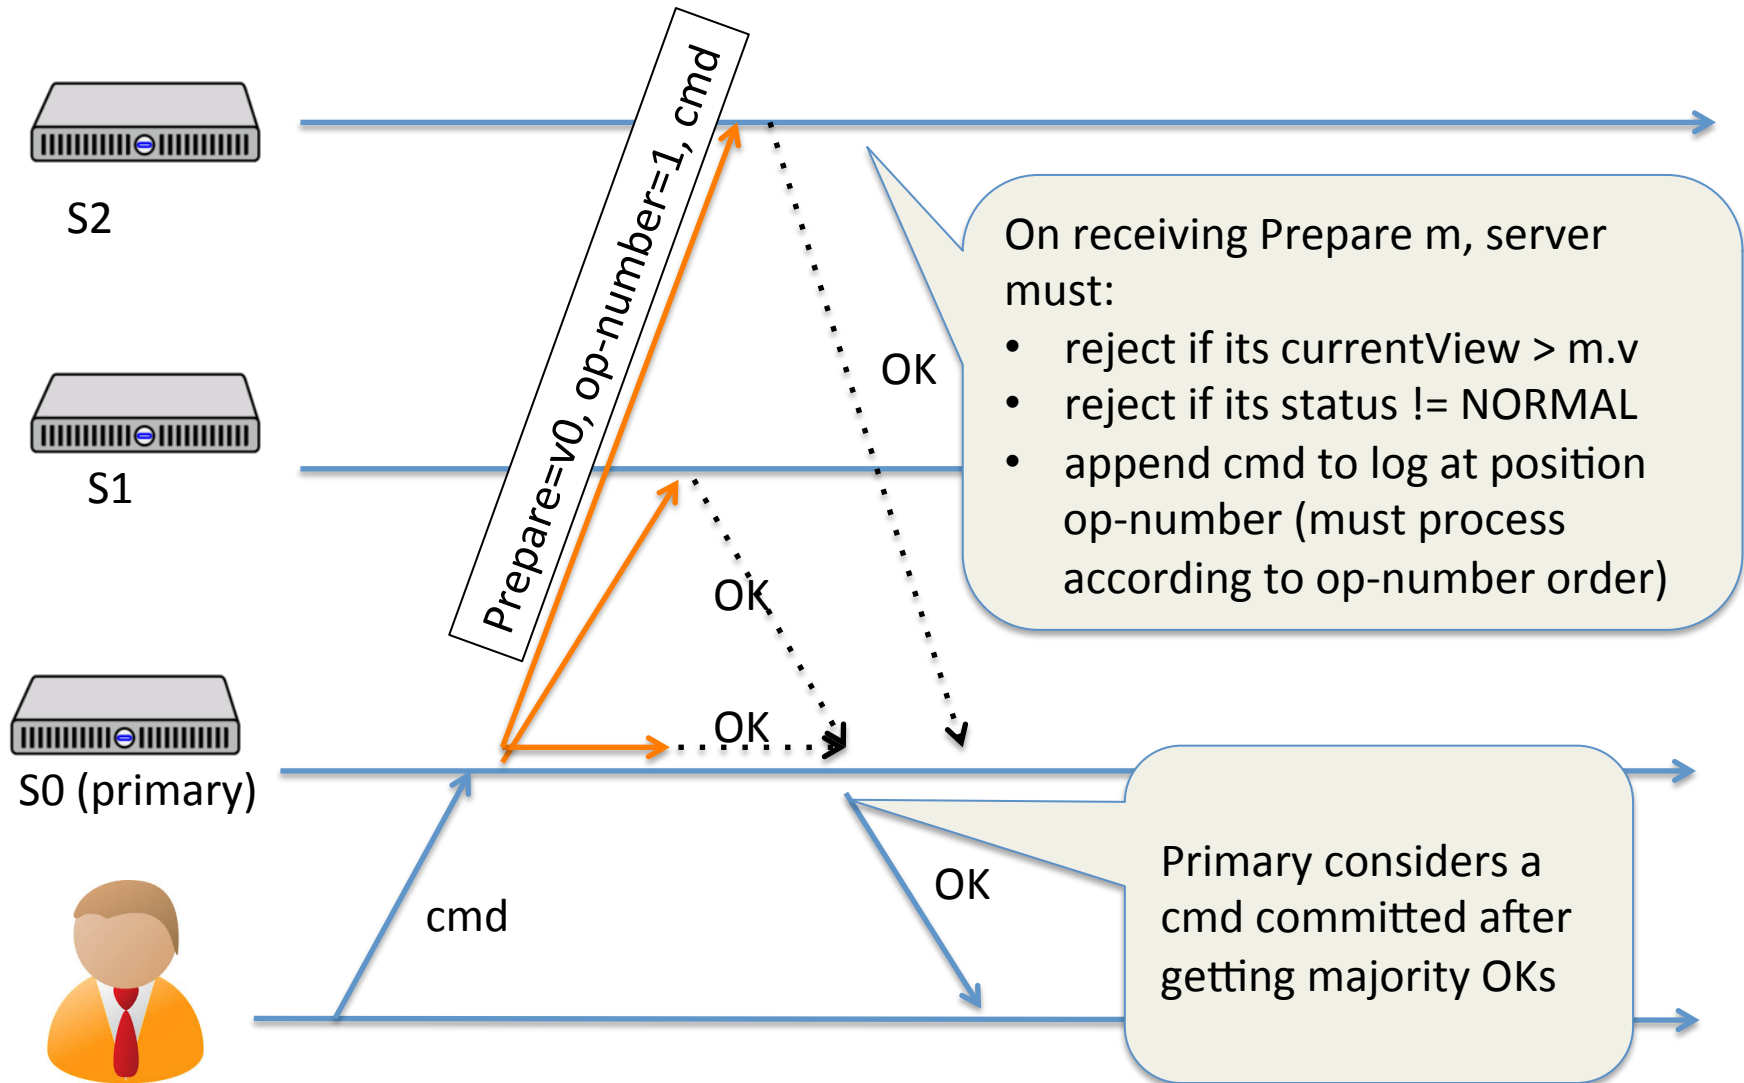 S2
Prepare=v0, op-number=1, cmd
On receiving Prepare m, server
must:
• reject if its currentView > m.v
• reject if its status != NORMAL
• append cmd to log at position
op-number (must process
according to op-number order)
OK
S1
OK
OK
S0 (primary)
cmd
OK
Primary considers a
cmd committed after
getting majority OKs